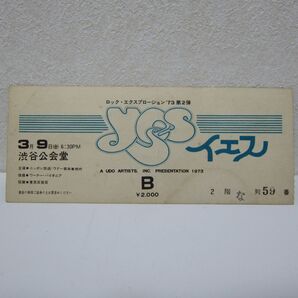 ロック・エクスプロージョン'73 第2弾
3月9日(金) 6:30PM
渋谷公会堂
yes イエス
A UDO ARTISTS, INC. PRESENTATION 1973
B
¥2,000
2 階 な 列 59 番